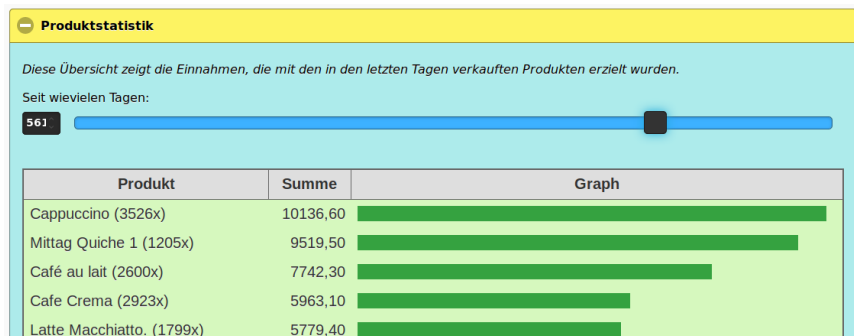 Produktstatistik
Diese Übersicht zeigt die Einnahmen, die mit den in den letzten Tagen verkauften Produkten erzielt wurden.
Seit wievielen Tagen:
561
Produkt Summe Graph
Cappuccino (3526x) 10136,60
Mittag Quiche 1 (1205x) 9519,50
Café au lait (2600x) 7742,30
Cafe Crema (2923x) 5963,10
Latte Macchiato. (1799x) 5779,40